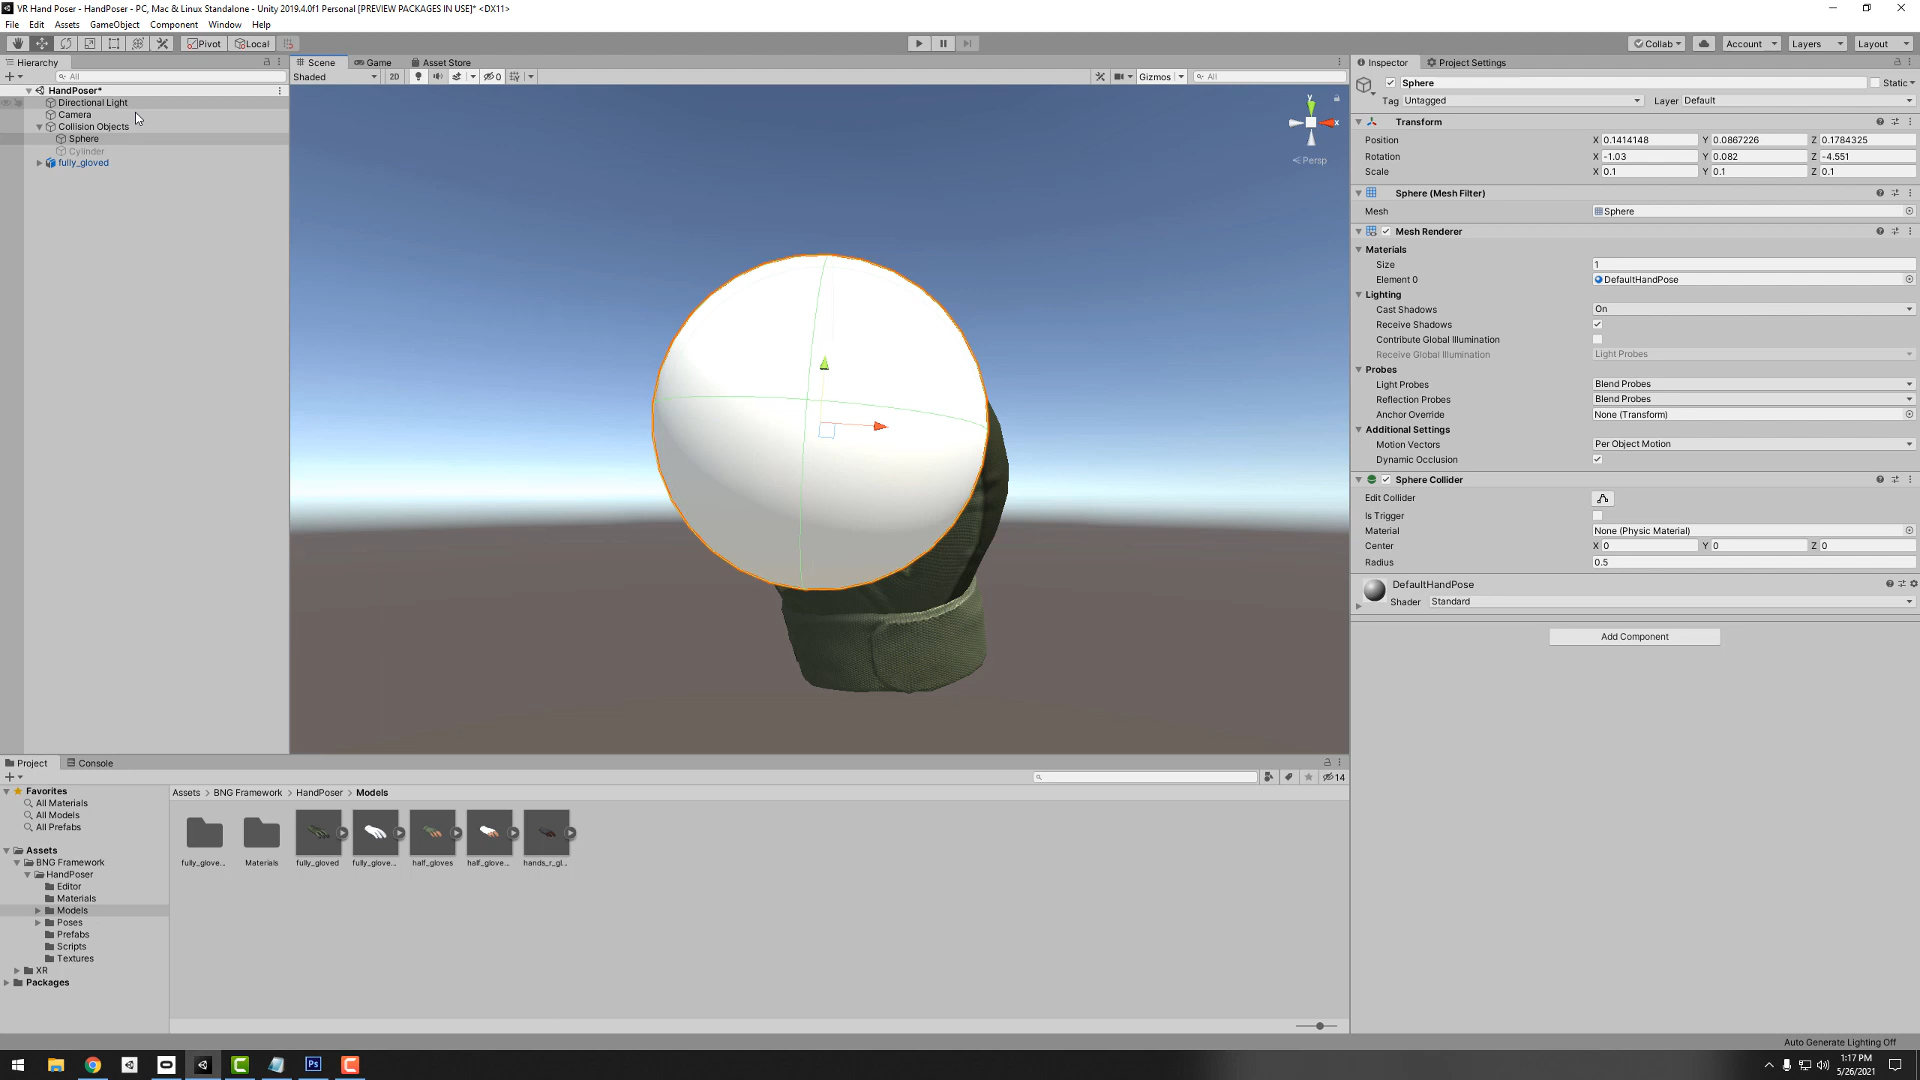 VR Hand Poser - HandPoser - PC, Mac & Linux Standalone - Unity 2019.4.0f1 Personal [PREVIEW PACKAGES IN USE]* <DX11>
File Edit Assets GameObject Component Window Help
Pivot Local Collab Account Layers Layout
Hierarchy Scene Game Asset Store Inspector Project Settings
All Shaded 2D 0 Gizmos All Sphere Static
HandPoser*
Tag Untagged Layer Default
Directional Light
Camera
Collision Objects
Sphere
Cylinder
fully_gloved
y
x
Persp
Transform
Position X 0.1414148 Y 0.0867226 Z 0.1784325
Rotation X -1.03 Y 0.082 Z -4.551
Scale X 0.1 Y 0.1 Z 0.1
Sphere (Mesh Filter)
Mesh Sphere
Mesh Renderer
Materials
Size 1
Element 0 DefaultHandPose
Lighting
Cast Shadows On
Receive Shadows
Contribute Global Illumination
Receive Global Illumination Light Probes
Probes
Light Probes Blend Probes
Reflection Probes Blend Probes
Anchor Override None (Transform)
Additional Settings
Motion Vectors Per Object Motion
Dynamic Occlusion
Sphere Collider
Edit Collider
Is Trigger
Material None (Physic Material)
Center X 0 Y 0 Z 0
Radius 0.5
DefaultHandPose
Shader Standard
Add Component
Project Console
14
Favorites
All Materials
All Models
All Prefabs
Assets
BNG Framework
HandPoser
Editor
Materials
Models
Poses
Prefabs
Scripts
Textures
XR
Packages
Assets > BNG Framework > HandPoser > Models
fully_glove... Materials fully_gloved fully_glove... half_gloves half_glove... hands_r_gl...
Auto Generate Lighting Off
Ps
1:17 PM
5/26/2021